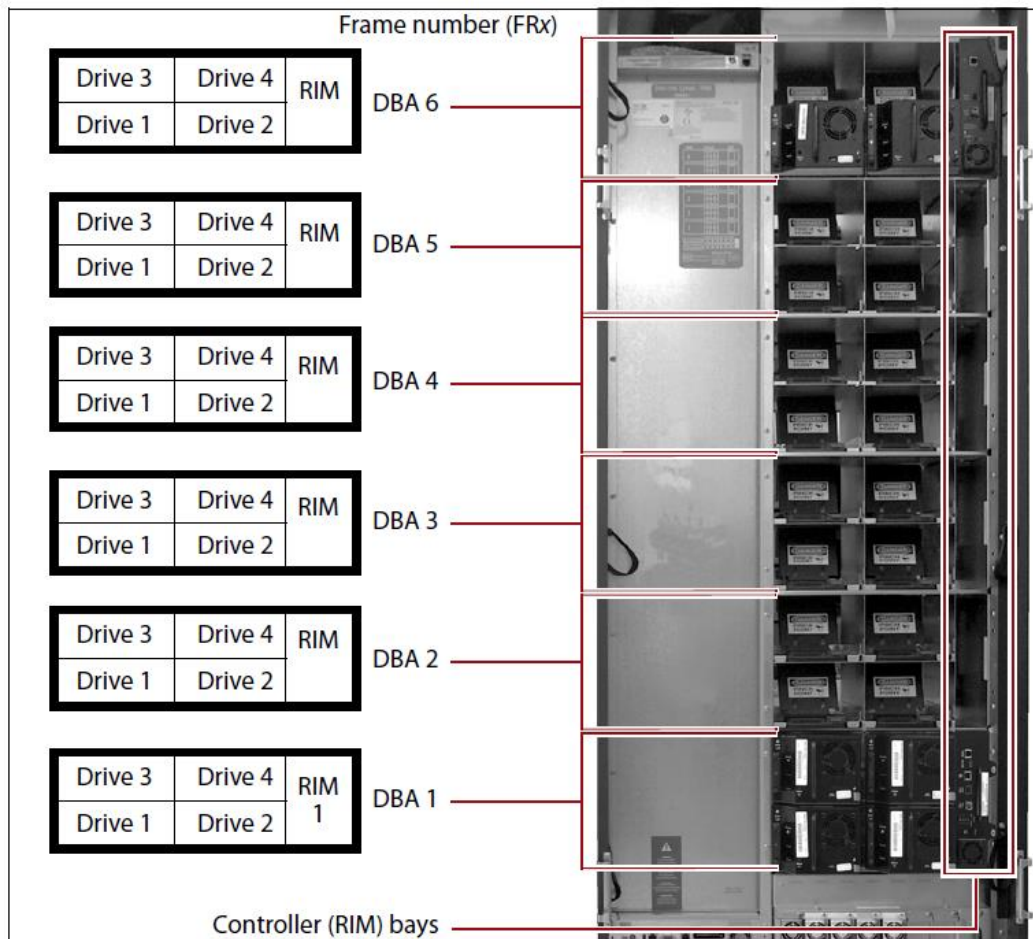 Frame number (FRx)
Drive 3 Drive 4 RIM
Drive 1 Drive 2
DBA 6
Drive 3 Drive 4 RIM
Drive 1 Drive 2
DBA 5
Drive 3 Drive 4 RIM
Drive 1 Drive 2
DBA 4
Drive 3 Drive 4 RIM
Drive 1 Drive 2
DBA 3
Drive 3 Drive 4 RIM
Drive 1 Drive 2
DBA 2
Drive 3 Drive 4 RIM
Drive 1 Drive 2 1
DBA 1
Controller (RIM) bays